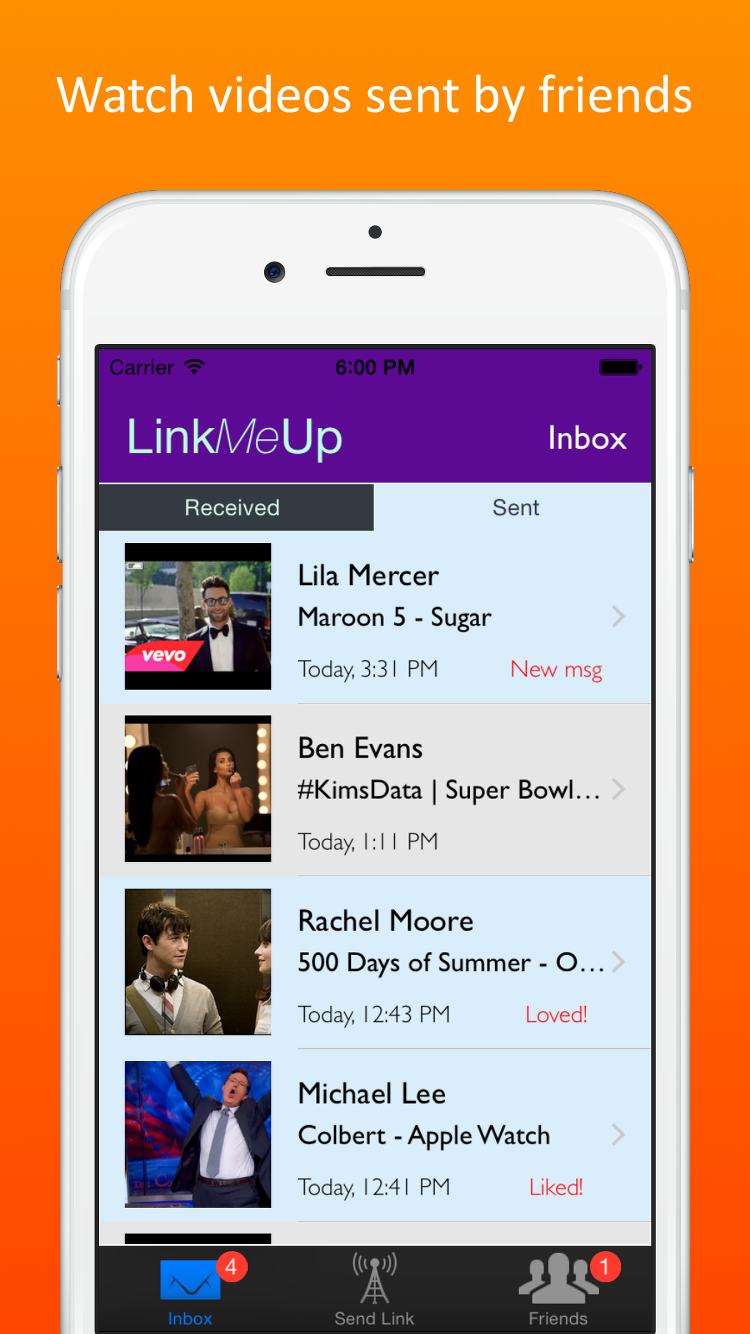 Watch videos sent by friends
Carrier 6:00 PM
LinkMeUp Inbox
Received Sent
Lila Mercer
Maroon 5 - Sugar
vevo
Today, 3:31 PM New msg
Ben Evans
#KimsData | Super Bowl...
Today, 1:11 PM
Rachel Moore
500 Days of Summer - O...
Today, 12:43 PM Loved!
Michael Lee
Colbert - Apple Watch
Today, 12:41 PM Liked!
4 1
Inbox Send Link Friends